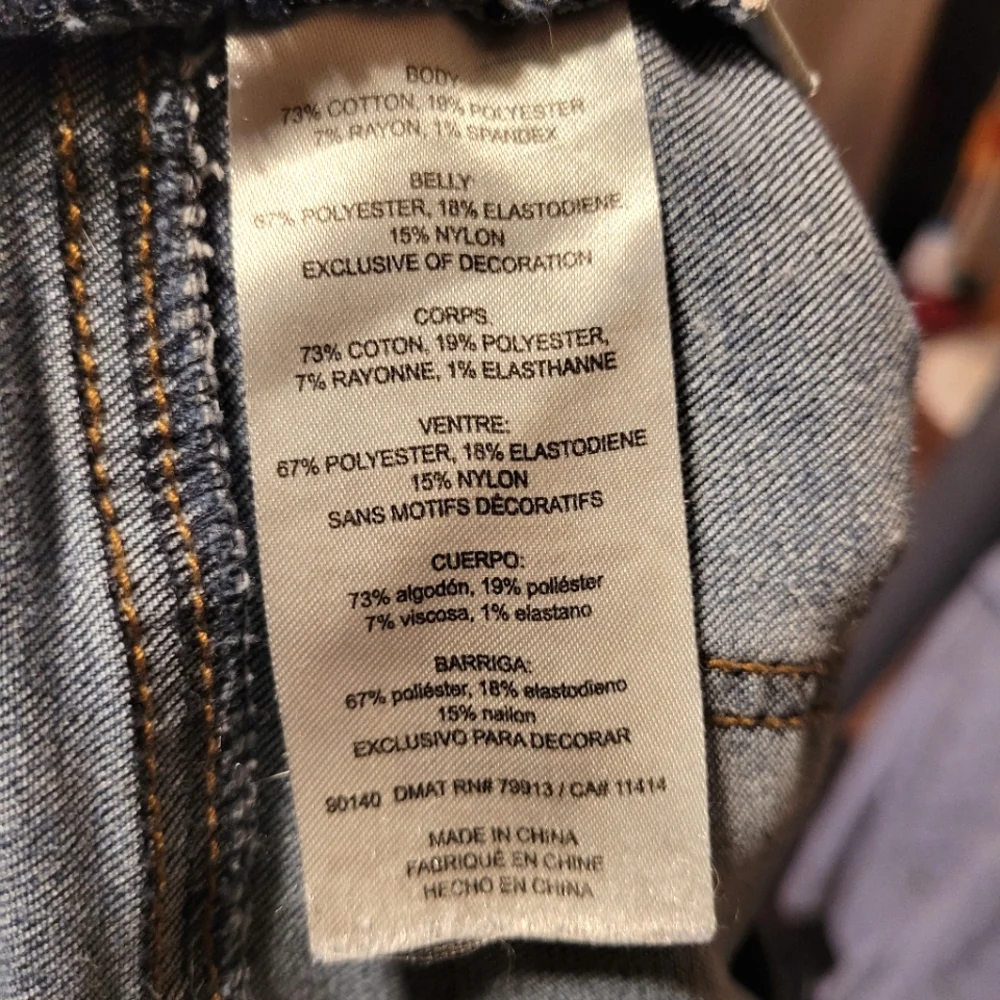 BODY
73% COTTON, 19% POLYESTER
7% RAYON, 1% SPANDEX
BELLY
67% POLYESTER, 18% ELASTODIENE
15% NYLON
EXCLUSIVE OF DECORATION
CORPS
73% COTON, 19% POLYESTER,
7% RAYONNE, 1% ELASTHANNE
VENTRE:
67% POLYESTER, 18% ELASTODIENE
15% NYLON
SANS MOTIFS DÉCORATIFS
CUERPO:
73% algodón, 19% poliéster
7% viscosa, 1% elastano
BARRIGA:
67% poliéster, 18% elastodieno
15% nailon
EXCLUSIVO PARA DECORAR
90140 DMAT RN# 79913 / CA# 11414
MADE IN CHINA
FABRIQUÉ EN CHINE
HECHO EN CHINA